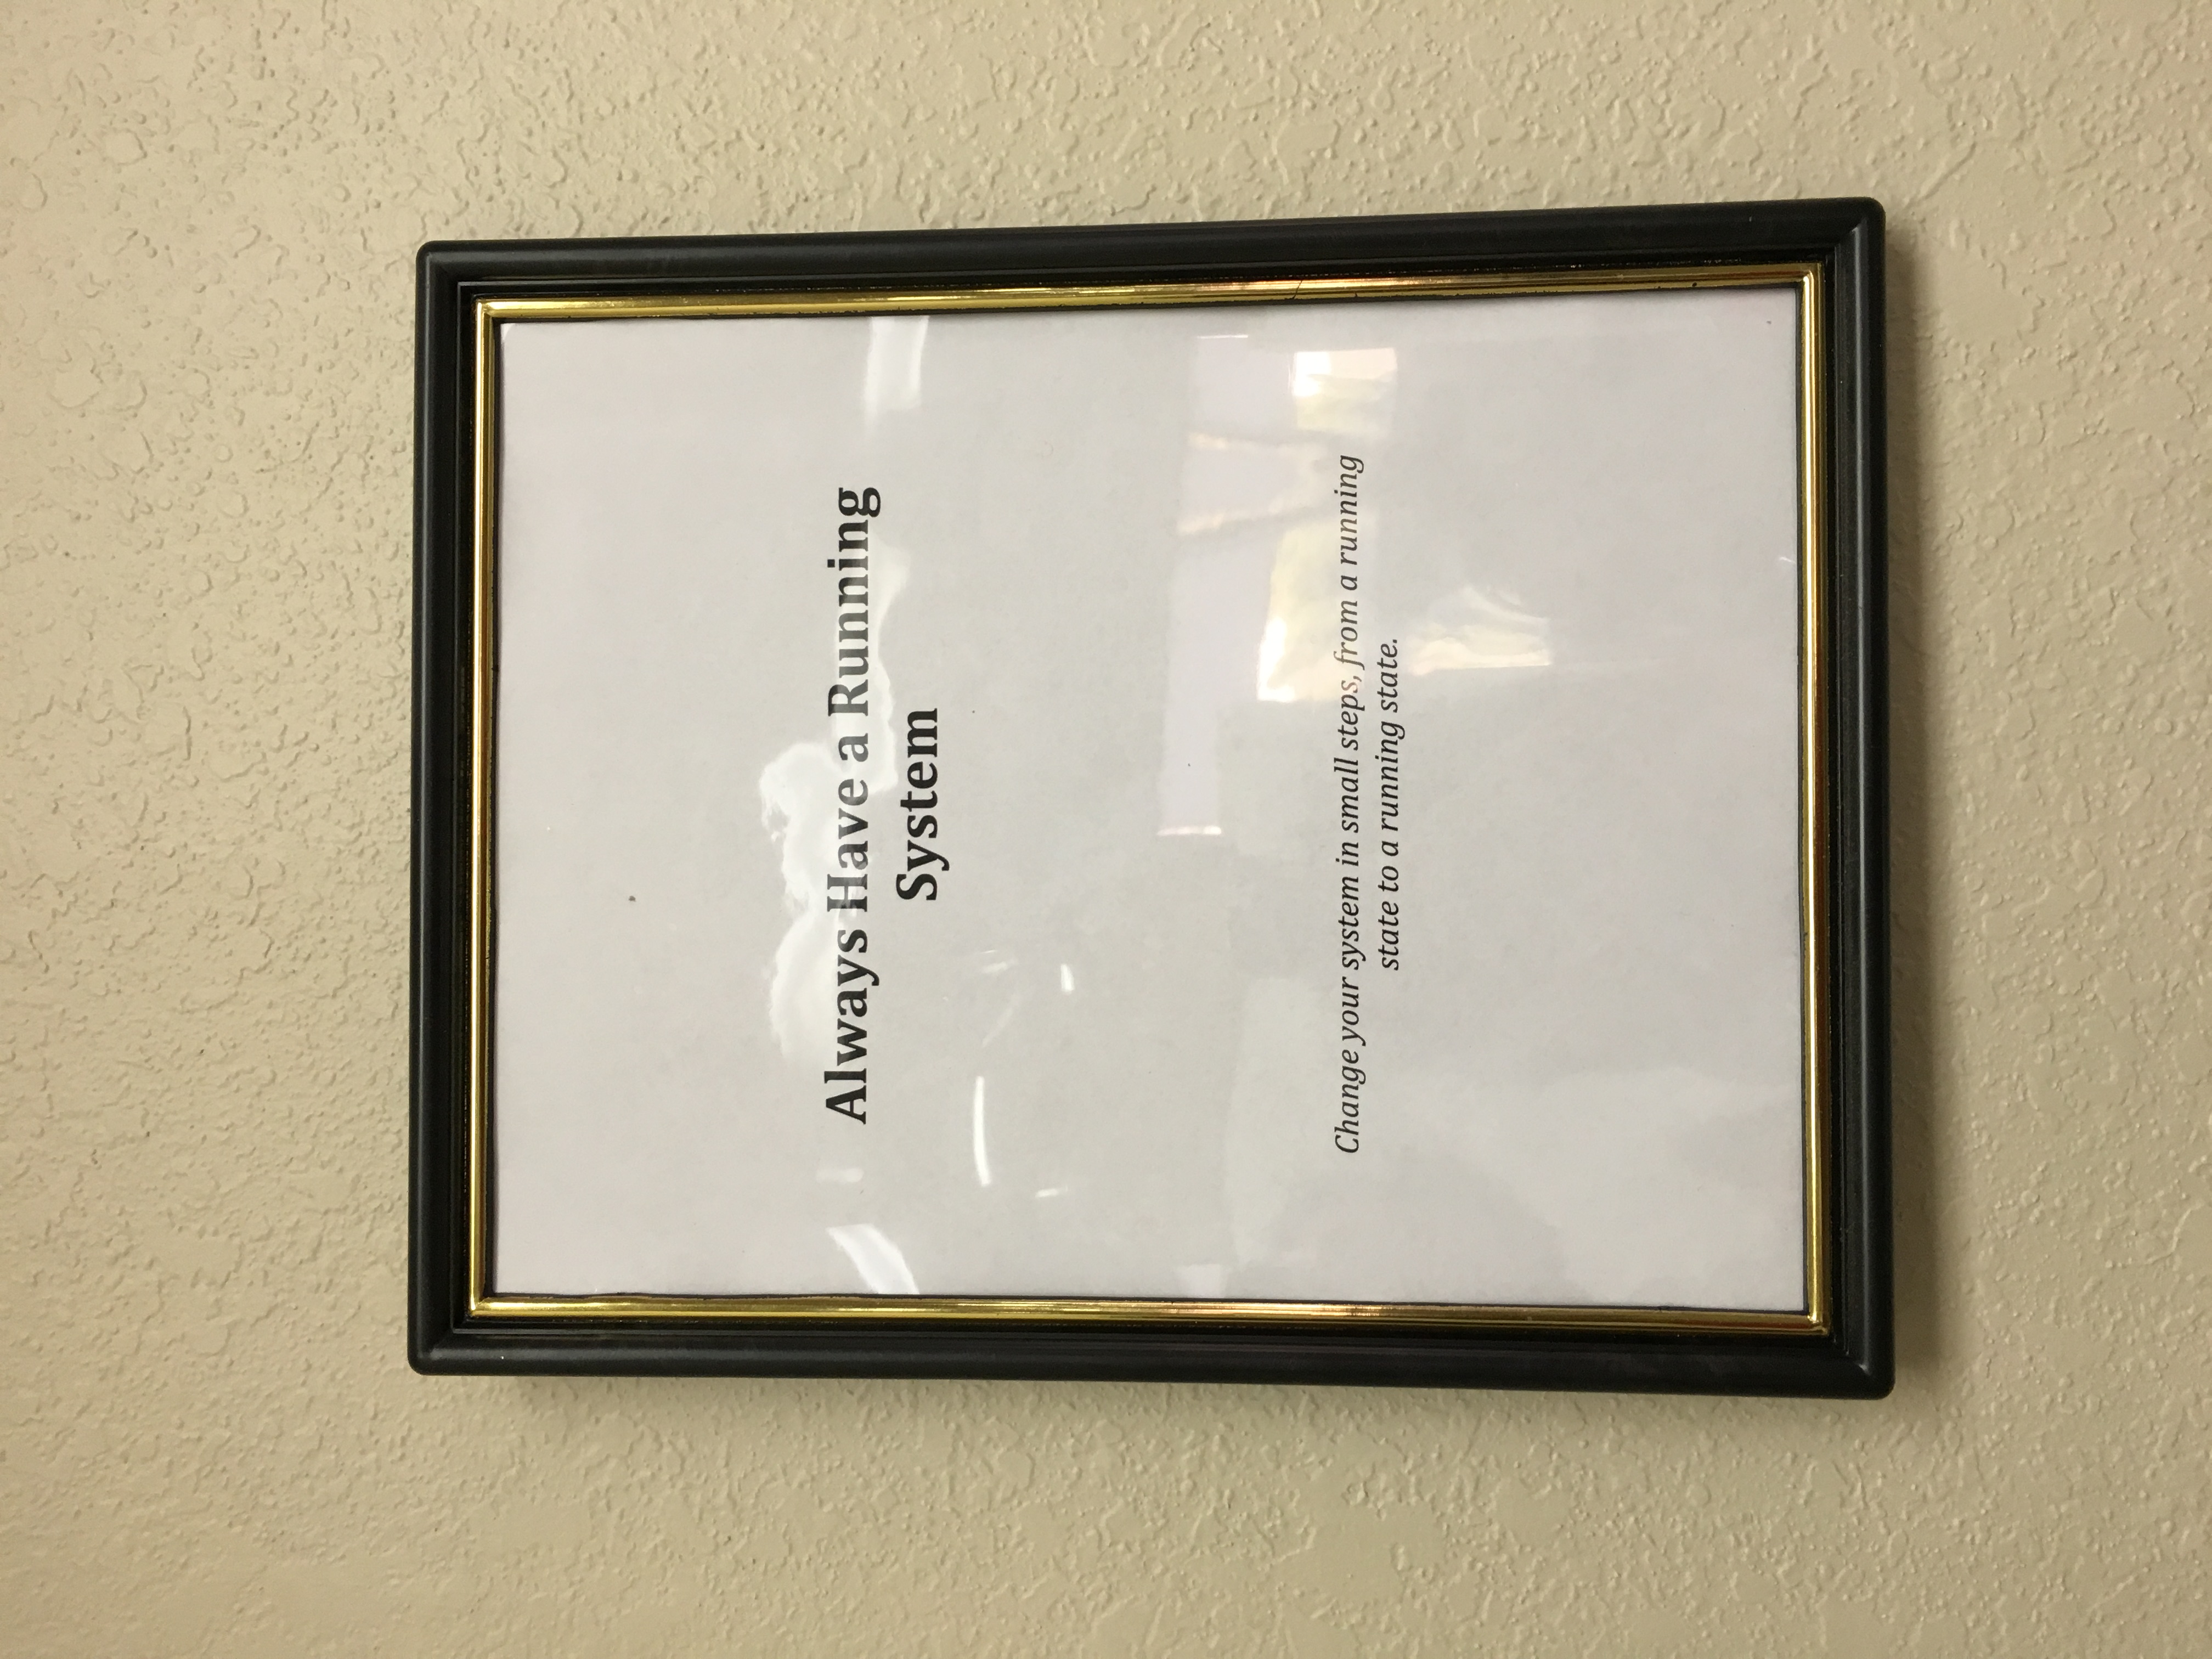 Always Have a Running
System
Change your system in small steps, from a running
state to a running state.